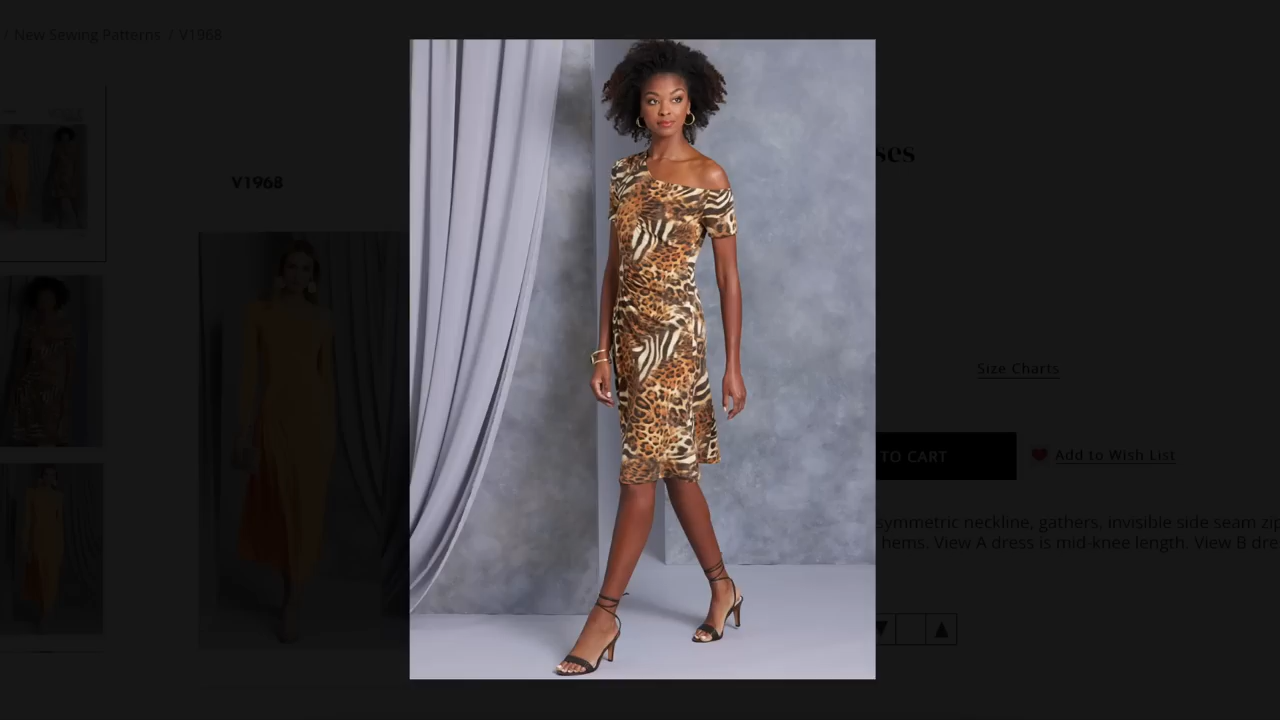 / New Sewing Patterns / V1968
V1968
ses
Size Charts
TO CART
Add to Wish List
symmetric neckline, gathers, invisible side seam zip
hems. View A dress is mid-knee length. View B dre